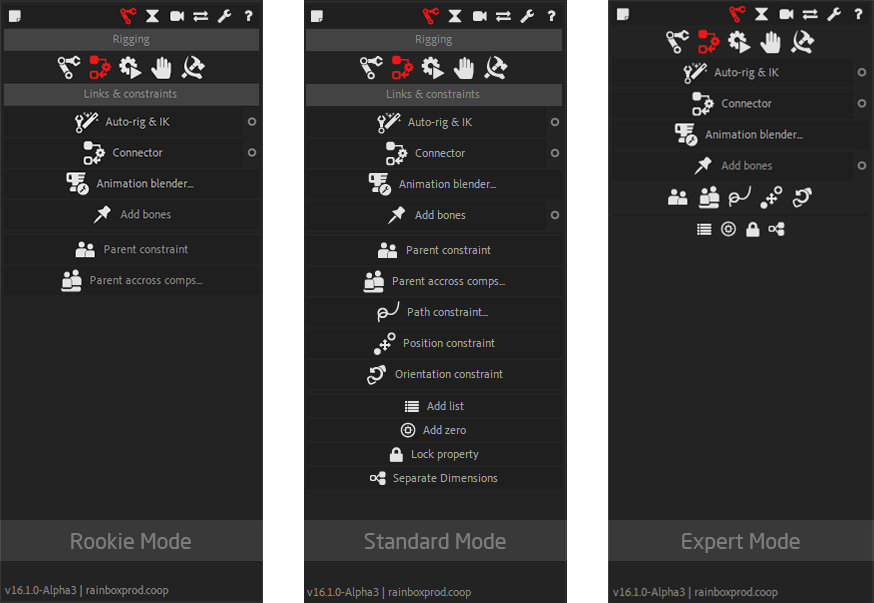 ?
Rigging
Links & constraints
Auto-rig & IK
Connector
Animation blender...
Add bones
Parent constraint
Parent accross comps...
Rookie Mode
v16.1.0-Alpha3 | rainboxprod.coop
?
Rigging
Links & constraints
Auto-rig & IK
Connector
Animation blender...
Add bones
Parent constraint
Parent accross comps...
Path constraint...
Position constraint
Orientation constraint
Add list
Add zero
Lock property
Separate Dimensions
Standard Mode
v16.1.0-Alpha3 | rainboxprod.coop
?
Auto-rig & IK
Connector
Animation blender...
Add bones
Expert Mode
v16.1.0-Alpha3 | rainboxprod.coop